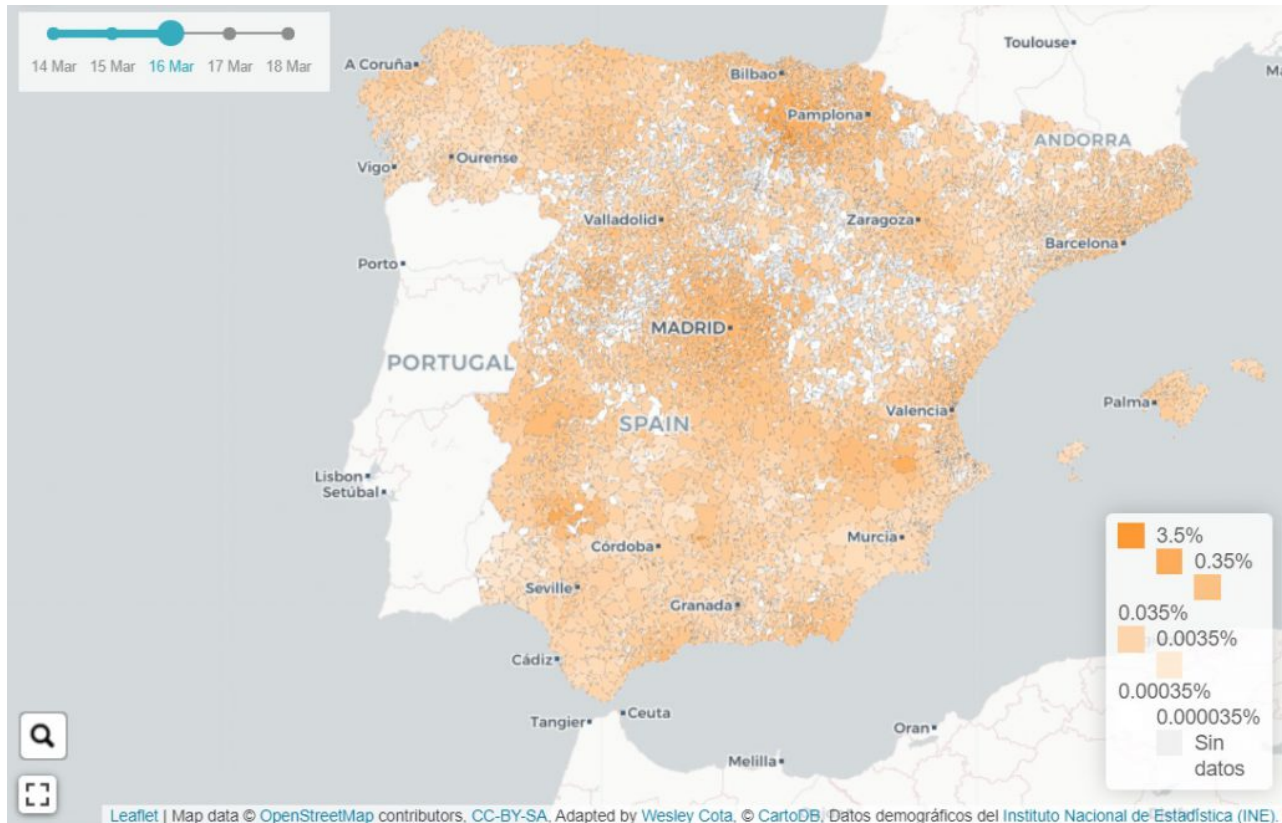 14 Mar 15 Mar 16 Mar 17 Mar 18 Mar
Toulouse
A Coruña
Bilbao
Pamplona
ANDORRA
Vigo
Ourense
Valladolid
Zaragoza
Barcelona
Porto
MADRID
PORTUGAL
SPAIN
Valencia
Palma
Lisbon
Setúbal
Córdoba
Murcia
Seville
Granada
Cádiz
Tangier
Ceuta
Oran
Melilla
3.5%
0.35%
0.035%
0.0035%
0.00035%
0.000035%
Sin
datos
Leaflet | Map data © OpenStreetMap contributors, CC-BY-SA, Adapted by Wesley Cota, © CartoDB, Datos demográficos del Instituto Nacional de Estadística (INE).